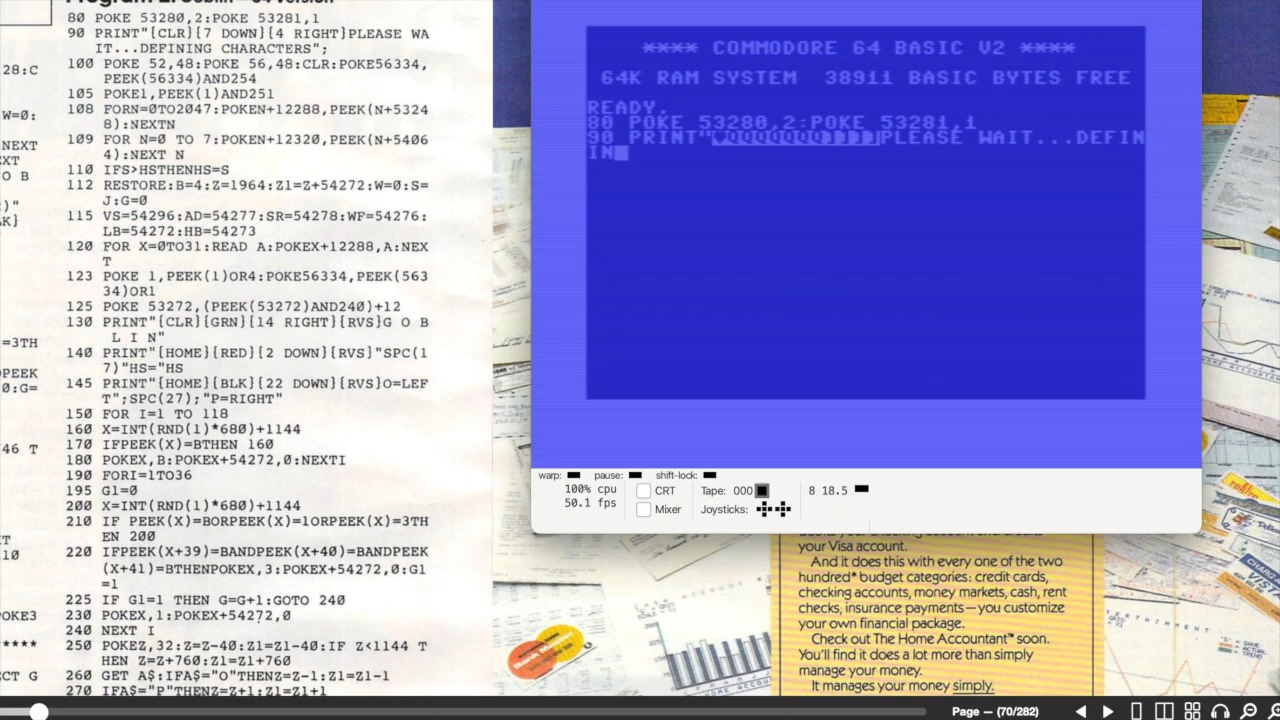 80 POKE 53280,2:POKE 53281,1
90 PRINT"{CLR}{7 DOWN}{4 RIGHT}PLEASE WA
IT...DEFINING CHARACTERS";
100 POKE 52,48:POKE 56,48:CLR:POKE56334,
PEEK(56334)AND254
105 POKE1,PEEK(1)AND251
108 FORN=0TO2047:POKEN+12288,PEEK(N+5324
8):NEXTN
109 FOR N=0 TO 7:POKEN+12320,PEEK(N+5406
4):NEXT N
110 IFS>HSTHENHS=S
112 RESTORE:B=4:Z=1964:Z1=Z+54272:W=0:S=
J:G=0
115 VS=54296:AD=54277:SR=54278:WF=54276:
LB=54272:HB=54273
120 FOR X=0TO31:READ A:POKEX+12288,A:NEX
T
123 POKE 1,PEEK(1)OR4:POKE56334,PEEK(563
34)OR1
125 POKE 53272,(PEEK(53272)AND240)+12
130 PRINT"{CLR}{GRN}{14 RIGHT}{RVS}G O B
L I N"
140 PRINT"{HOME}{RED}{2 DOWN}{RVS}"SPC(1
7)"HS="HS
145 PRINT"{HOME}{BLK}{22 DOWN}{RVS}O=LEF
T";SPC(27);"P=RIGHT"
150 FOR I=1 TO 118
160 X=INT(RND(1)*680)+1144
170 IFPEEK(X)=BTHEN 160
180 POKEX,B:POKEX+54272,0:NEXTI
190 FORI=1TO36
195 G1=0
200 X=INT(RND(1)*680)+1144
210 IF PEEK(X)=BORPEEK(X)=1ORPEEK(X)=3TH
EN 200
220 IFPEEK(X+39)=BANDPEEK(X+40)=BANDPEEK
(X+41)=BTHENPOKEX,3:POKEX+54272,0:G1
=1
225 IF G1=1 THEN G=G+1:GOTO 240
230 POKEX,1:POKEX+54272,0
240 NEXT I
250 POKEZ,32:Z=Z-40:Z1=Z1-40:IF Z<1144 T
HEN Z=Z+760:Z1=Z1+760
260 GET A$:IFA$="O"THENZ=Z-1:Z1=Z1-1
270 IFA$="P"THENZ=Z+1:Z1=Z1+1
28:C
W=0:
NEXT
EXT
O B
)"
=3TH
PEEK
0:G=
46 T
10
POKE3
****
ECT G
**** COMMODORE 64 BASIC V2 ****
64K RAM SYSTEM 38911 BASIC BYTES FREE
READY.
80 POKE 53280,2:POKE 53281,1
90 PRINT"PLEASE WAIT...DEFIN
IN
warp: pause: shift-lock:
100% cpu CRT Tape: 000 8 18.5
50.1 fps Mixer Joysticks:
your Visa account.
And it does this with every one of the two
hundred* budget categories: credit cards,
checking accounts, money markets, cash, rent
checks, insurance payments—you customize
your own financial package.
Check out The Home Accountant™ soon.
You'll find it does a lot more than simply
manage your money.
It manages your money simply.
Page — (70/282)